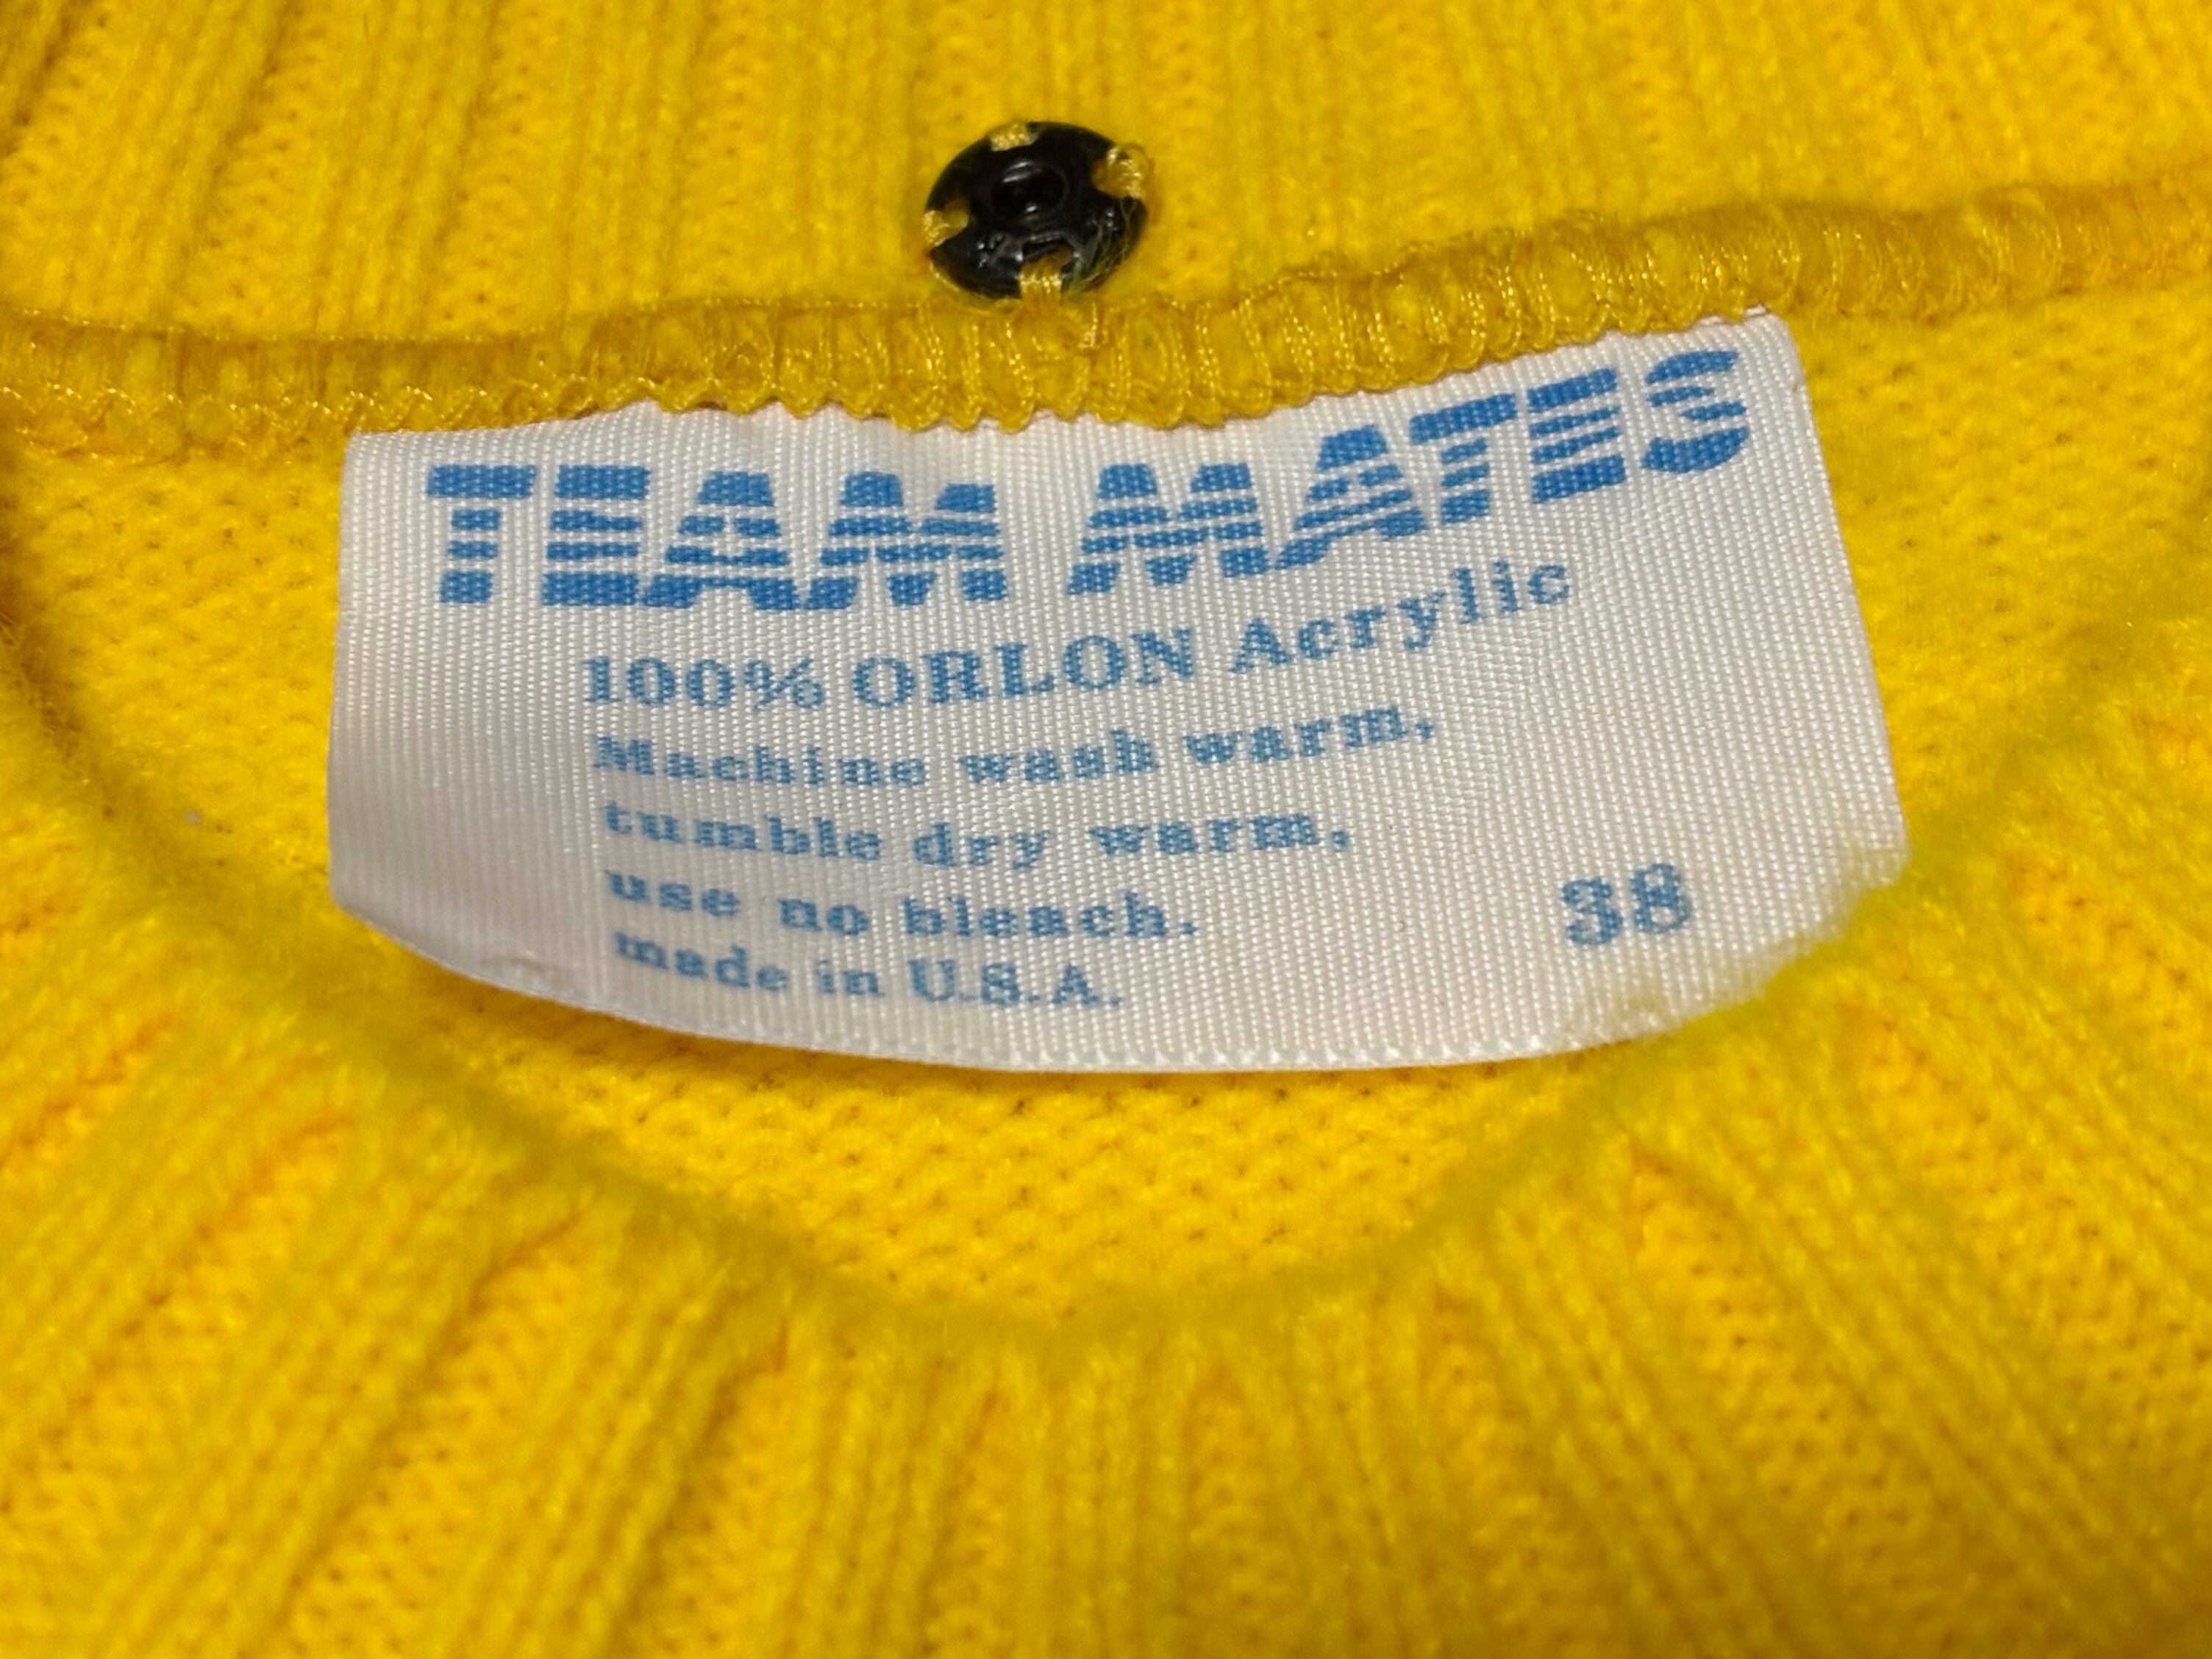 TEAM MATES
100% ORLON Acrylic
Machine wash warm,
tumble dry warm,
use no bleach.
made in U.S.A.
38